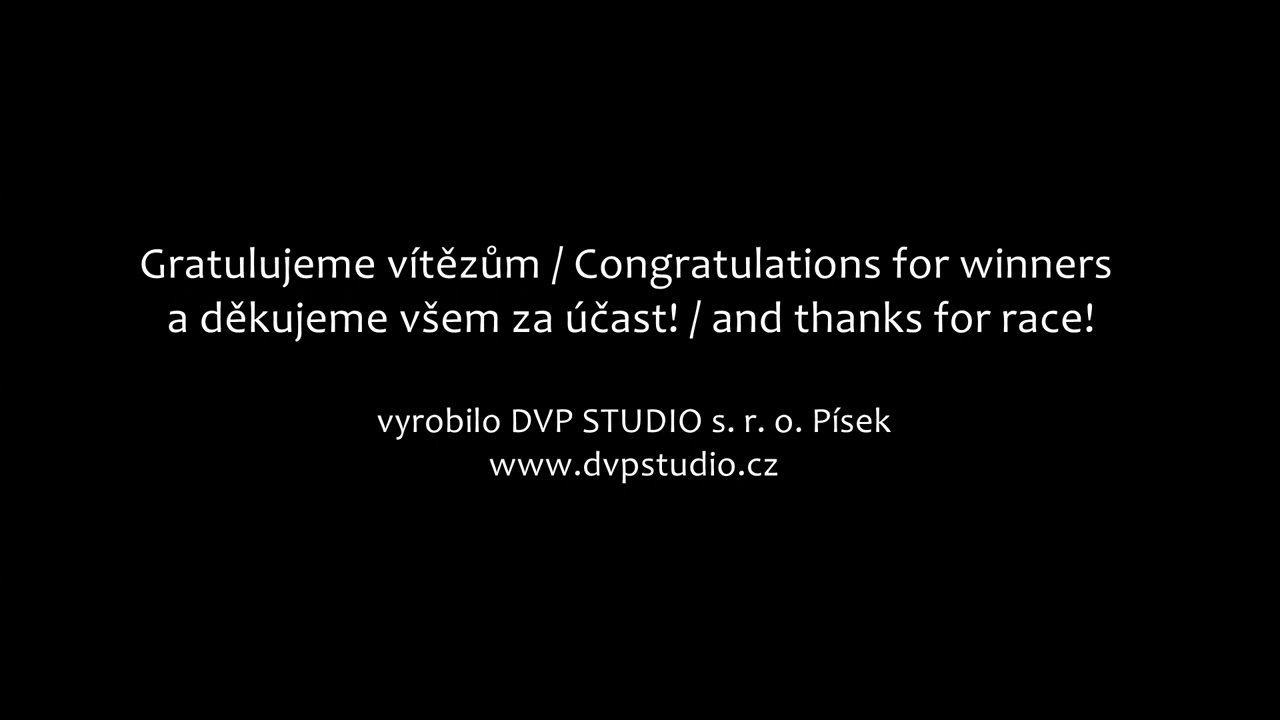 Gratulujeme vítězům / Congratulations for winners
a děkujeme všem za účast! / and thanks for race!
vyrobilo DVP STUDIO s. r. o. Písek
www.dvpstudio.cz